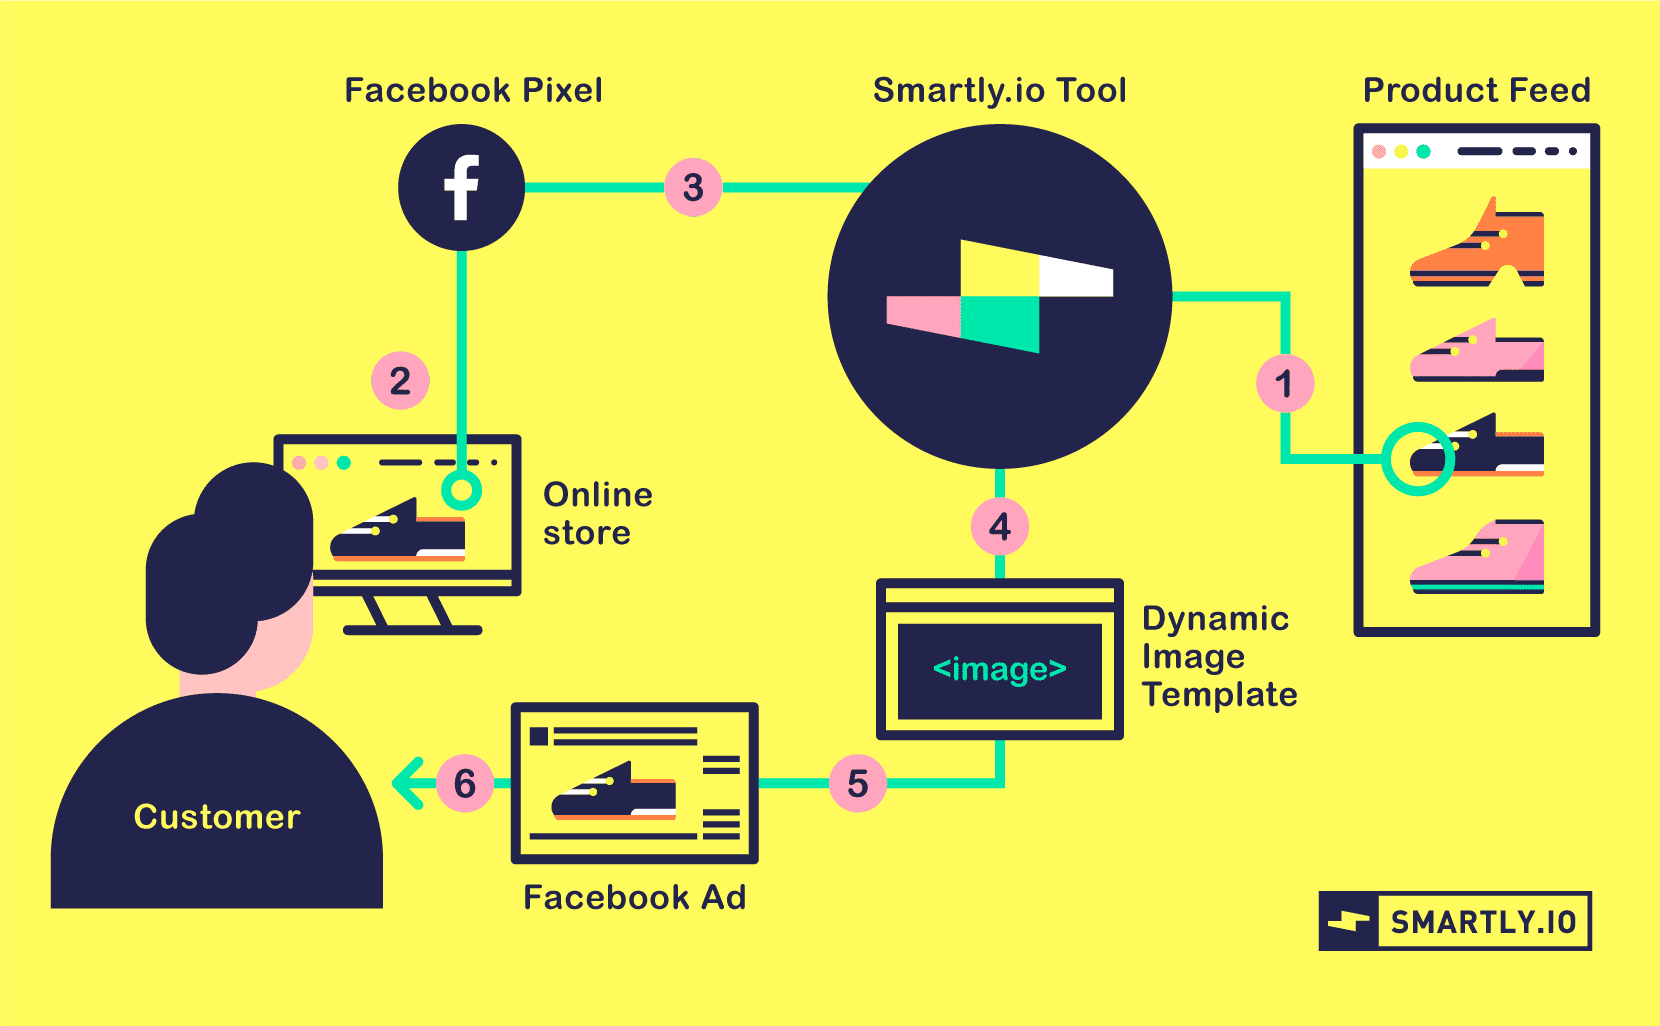 Facebook Pixel
Smartly.io Tool
Product Feed
f
3
2
1
Online
store
4
Dynamic
Image
Template
<image>
6
5
Customer
Facebook Ad
SMARTLY.IO